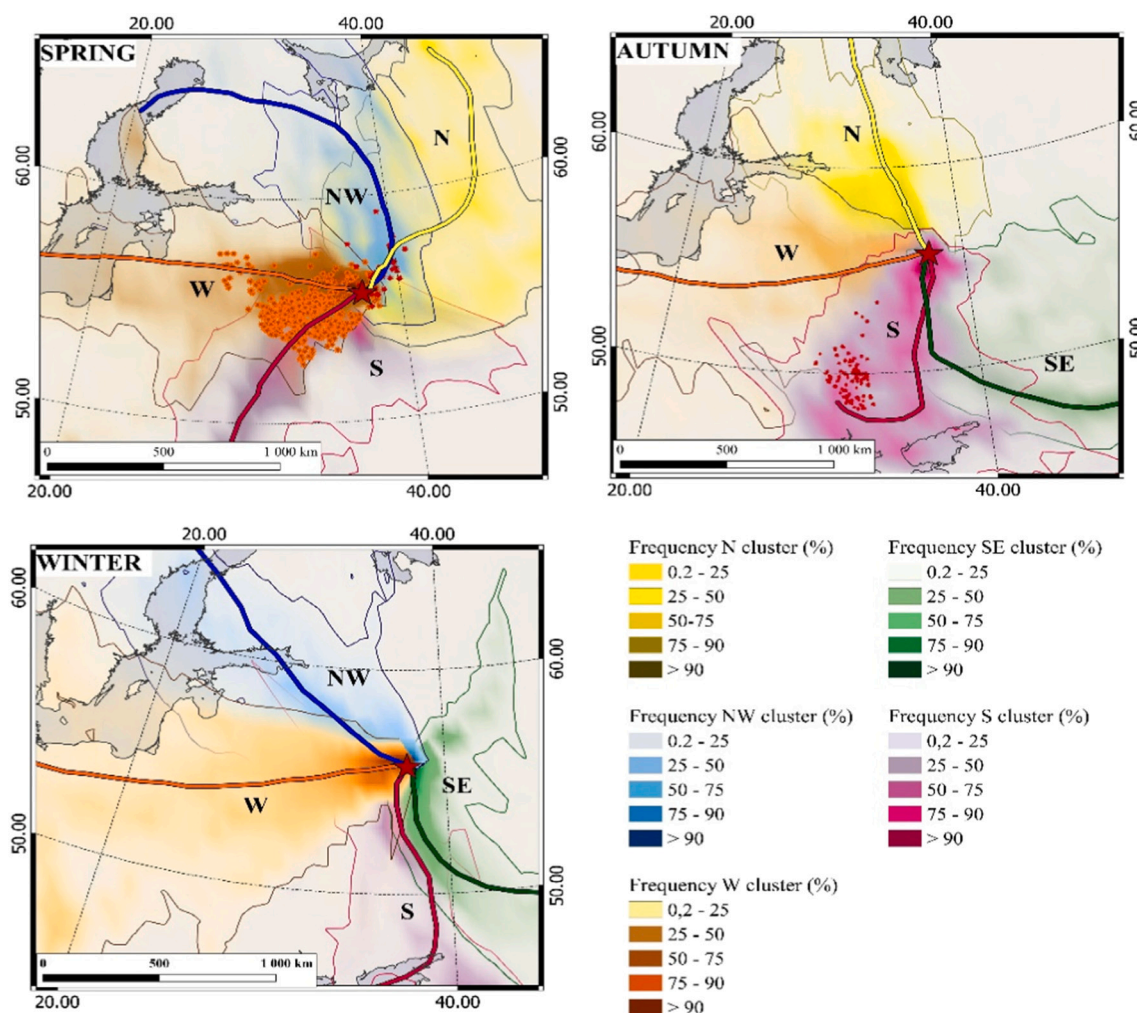 20.00 40.00
SPRING
N
NW
W
S
60.00
50.00
60.00
50.00
0 500 1 000 km
20.00 40.00
40.00
AUTUMN
N
W
S
SE
60.00
50.00
60.00
50.00
0 500 1 000 km
20.00 40.00
20.00 40.00
WINTER
NW
W
SE
S
60.00
50.00
60.00
50.00
0 500 1 000 km
20.00 40.00
Frequency N cluster (%)
0.2 - 25
25 - 50
50-75
75 - 90
> 90
Frequency SE cluster (%)
0.2 - 25
25 - 50
50 - 75
75 - 90
> 90
Frequency NW cluster (%)
0.2 - 25
25 - 50
50 - 75
75 - 90
> 90
Frequency S cluster (%)
0,2 - 25
25 - 50
50 - 75
75 - 90
> 90
Frequency W cluster (%)
0,2 - 25
25 - 50
50 - 75
75 - 90
> 90